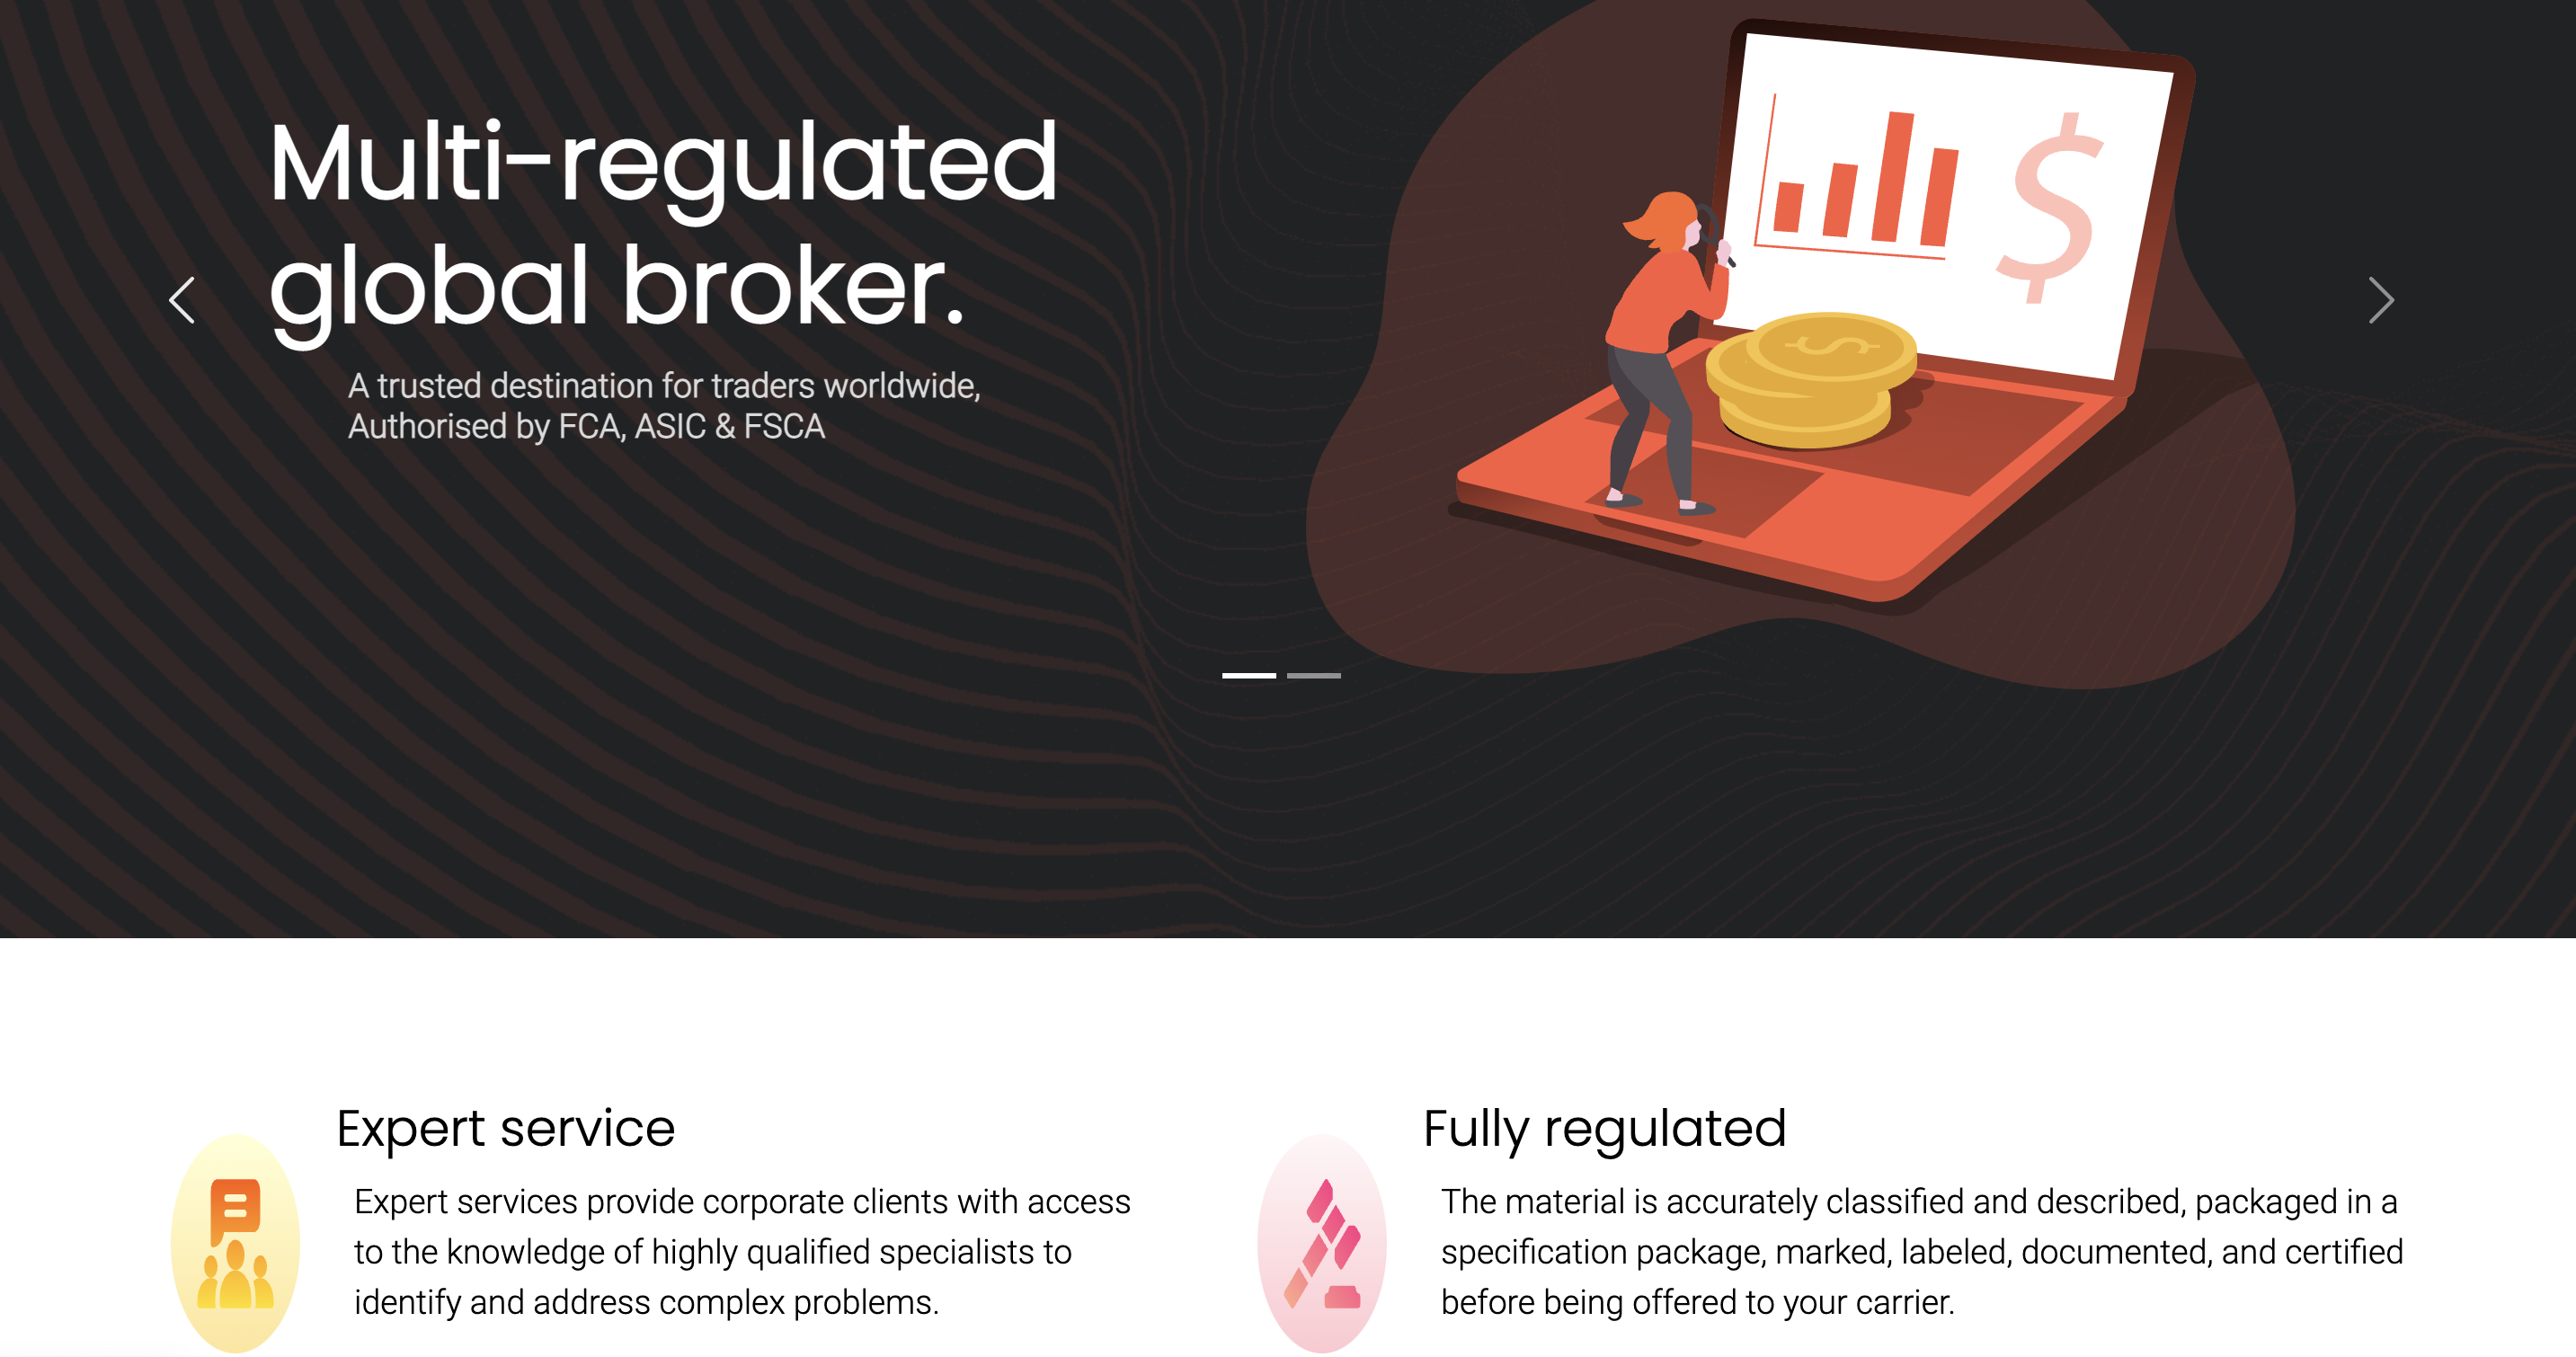 Multi-regulated
global broker.
A trusted destination for traders worldwide,
Authorised by FCA, ASIC & FSCA
$
Expert service
Expert services provide corporate clients with access
to the knowledge of highly qualified specialists to
identify and address complex problems.
Fully regulated
The material is accurately classified and described, packaged in a
specification package, marked, labeled, documented, and certified
before being offered to your carrier.